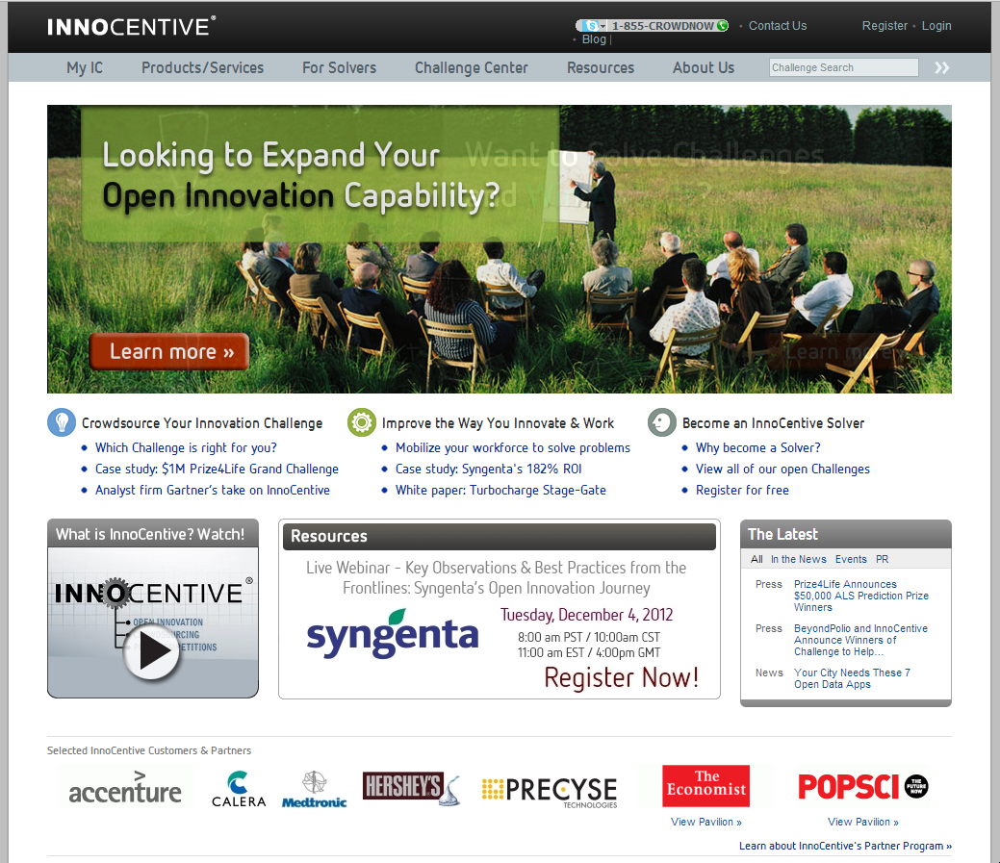 INNOCENTIVE®
1-855-CROWDNOW • Contact Us
Register • Login
• Blog |
My IC Products/Services For Solvers Challenge Center Resources About Us Challenge Search »
Looking to Expand Your
Open Innovation Capability?
Want to Solve Challenges
?
Learn more »
Learn more
Crowdsource Your Innovation Challenge
• Which Challenge is right for you?
• Case study: $1M Prize4Life Grand Challenge
• Analyst firm Gartner's take on InnoCentive
Improve the Way You Innovate & Work
• Mobilize your workforce to solve problems
• Case study: Syngenta's 182% ROI
• White paper: Turbocharge Stage-Gate
Become an InnoCentive Solver
• Why become a Solver?
• View all of our open Challenges
• Register for free
What is InnoCentive? Watch!
INNOCENTIVE®
OPEN INNOCVATION
Resources
Live Webinar - Key Observations & Best Practices from the
Frontlines: Syngenta's Open Innovation Journey
syngenta
Tuesday, December 4, 2012
8:00 am PST / 10:00am CST
11:00 am EST / 4:00pm GMT
Register Now!
The Latest
All In the News Events PR
Press Prize4Life Announces
$50,000 ALS Prediction Prize
Winners
Press BeyondPolio and InnoCentive
Announce Winners of
Challenge to Help...
News Your City Needs These 7
Open Data Apps
Selected InnoCentive Customers & Partners
accenture
CALERA
Medtronic
HERSHEY'S
PRECYSE
TECHNOLOGIES
The
Economist
View Pavilion »
POPSCI
THE
FUTURE
NOW
View Pavilion »
Learn about InnoCentive's Partner Program »